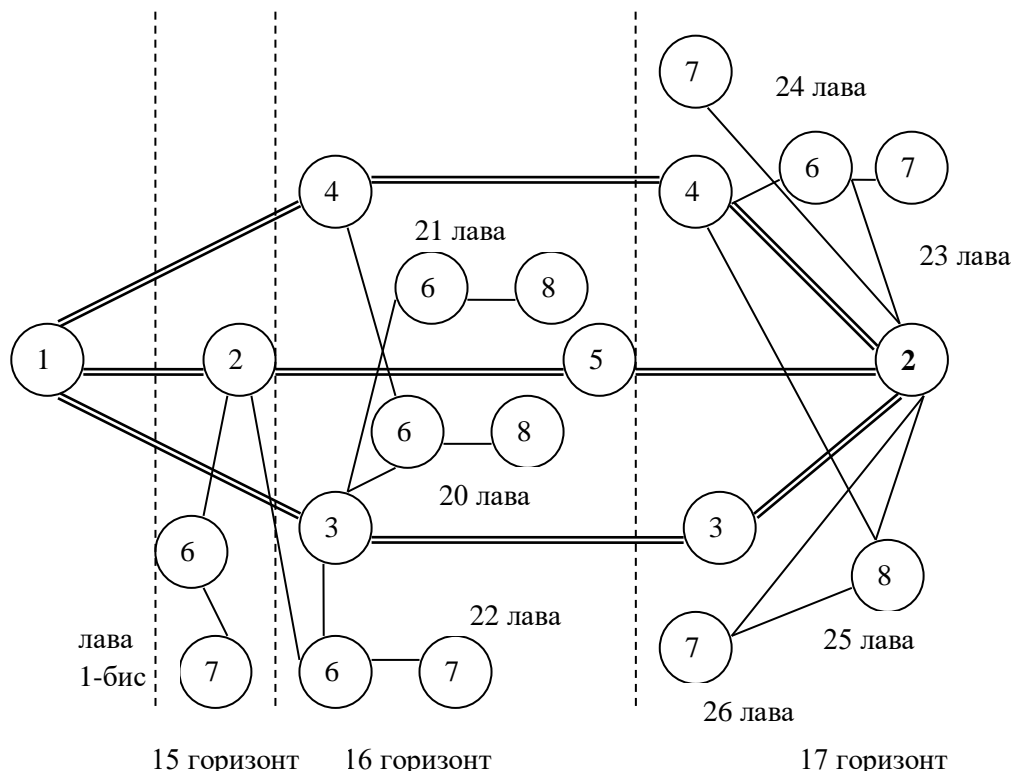 7
24 лава
6 7
4 4
21 лава
23 лава
6 8
1 2 5 2
6 8
20 лава
3 3
6
8
22 лава
лава
1-бис
7 6 7
7
25 лава
26 лава
15 горизонт 16 горизонт 17 горизонт